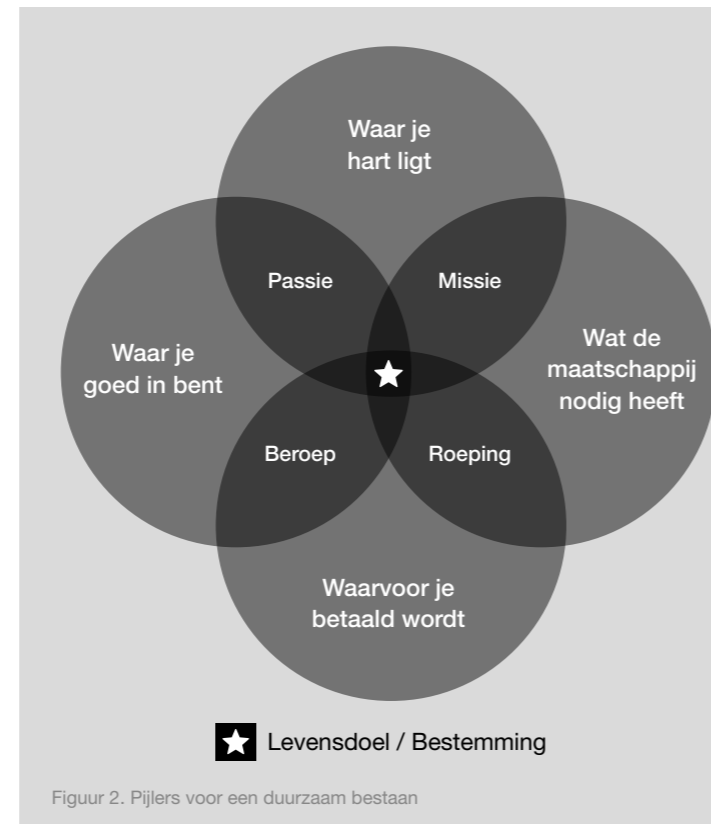 Waar je
hart ligt
Passie
Missie
Waar je
goed in bent
Wat de
maatschappij
nodig heeft
Beroep
Roeping
Waarvoor je
betaald wordt
Levensdoel / Bestemming
Figuur 2. Pijlers voor een duurzaam bestaan